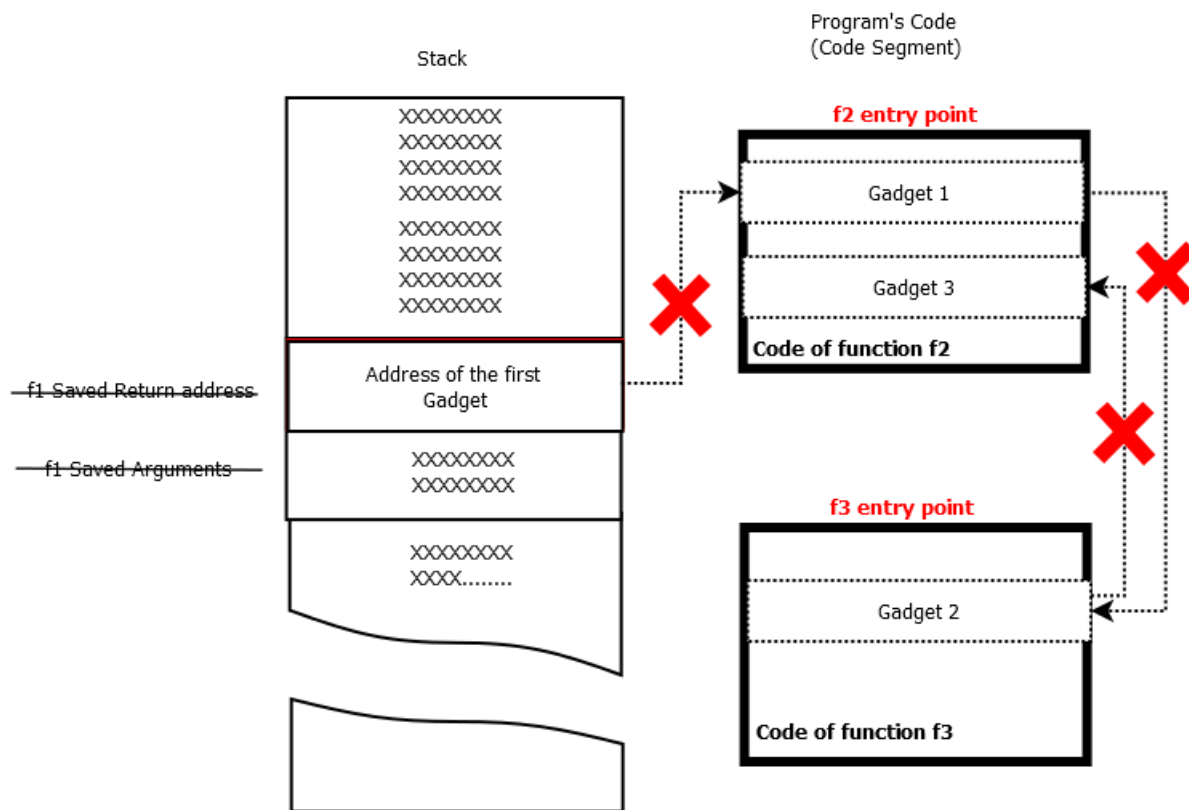 Program's Code
(Code Segment)
Stack
XXXXXXXX
XXXXXXXX
XXXXXXXX
XXXXXXXX
XXXXXXXX
XXXXXXXX
XXXXXXXX
XXXXXXXX
f2 entry point
Gadget 1
Gadget 3
Code of function f2
f1 Saved Return address
Address of the first
Gadget
f1 Saved Arguments
XXXXXXXX
XXXXXXXX
XXXXXXXX
XXXX........
f3 entry point
Gadget 2
Code of function f3